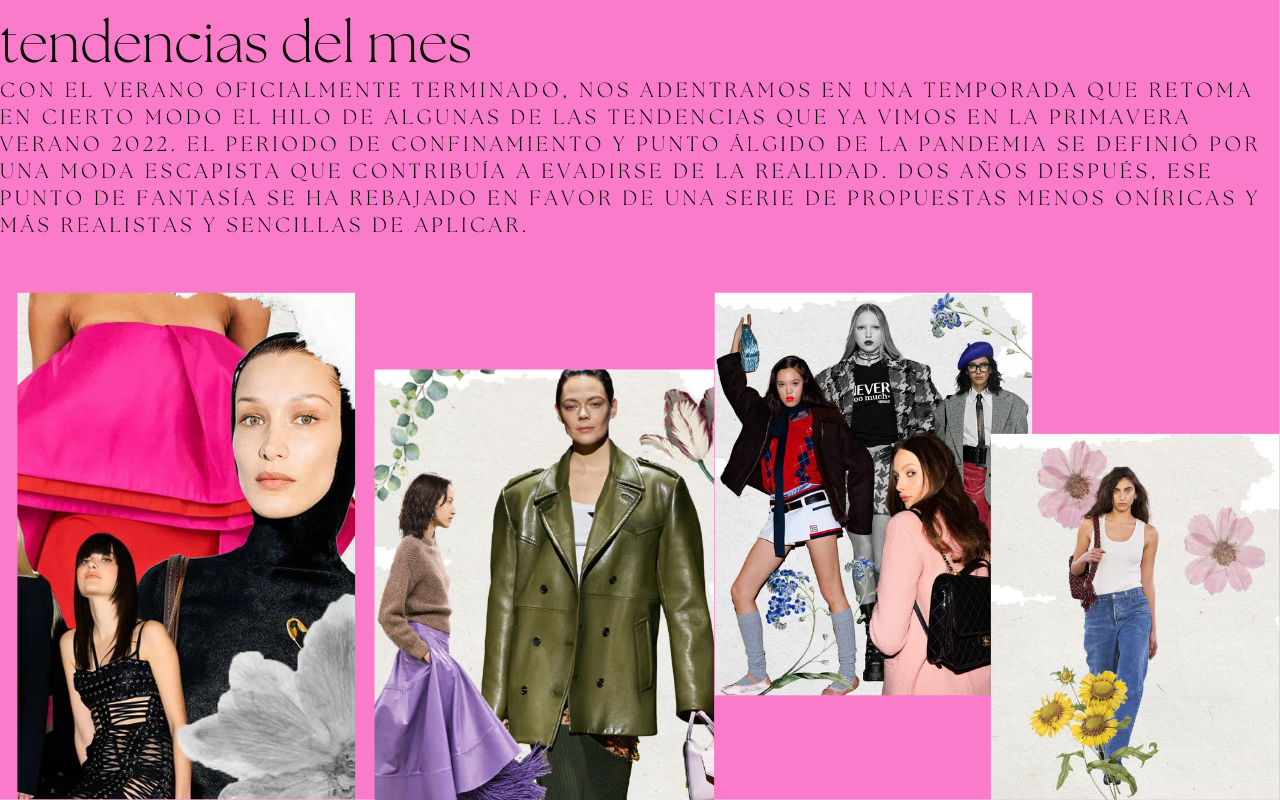 tendencias del mes
CON EL VERANO OFICIALMENTE TERMINADO, NOS ADENTRAMOS EN UNA TEMPORADA QUE RETOMA
EN CIERTO MODO EL HILO DE ALGUNAS DE LAS TENDENCIAS QUE YA VIMOS EN LA PRIMAVERA
VERANO 2022. EL PERIODO DE CONFINAMIENTO Y PUNTO ÁLGIDO DE LA PANDEMIA SE DEFINIÓ POR
UNA MODA ESCAPISTA QUE CONTRIBUÍA A EVADIRSE DE LA REALIDAD. DOS AÑOS DESPUÉS, ESE
PUNTO DE FANTASÍA SE HA REBAJADO EN FAVOR DE UNA SERIE DE PROPUESTAS MENOS ONÍRICAS Y
MÁS REALISTAS Y SENCILLAS DE APLICAR.
EVER
oo much-